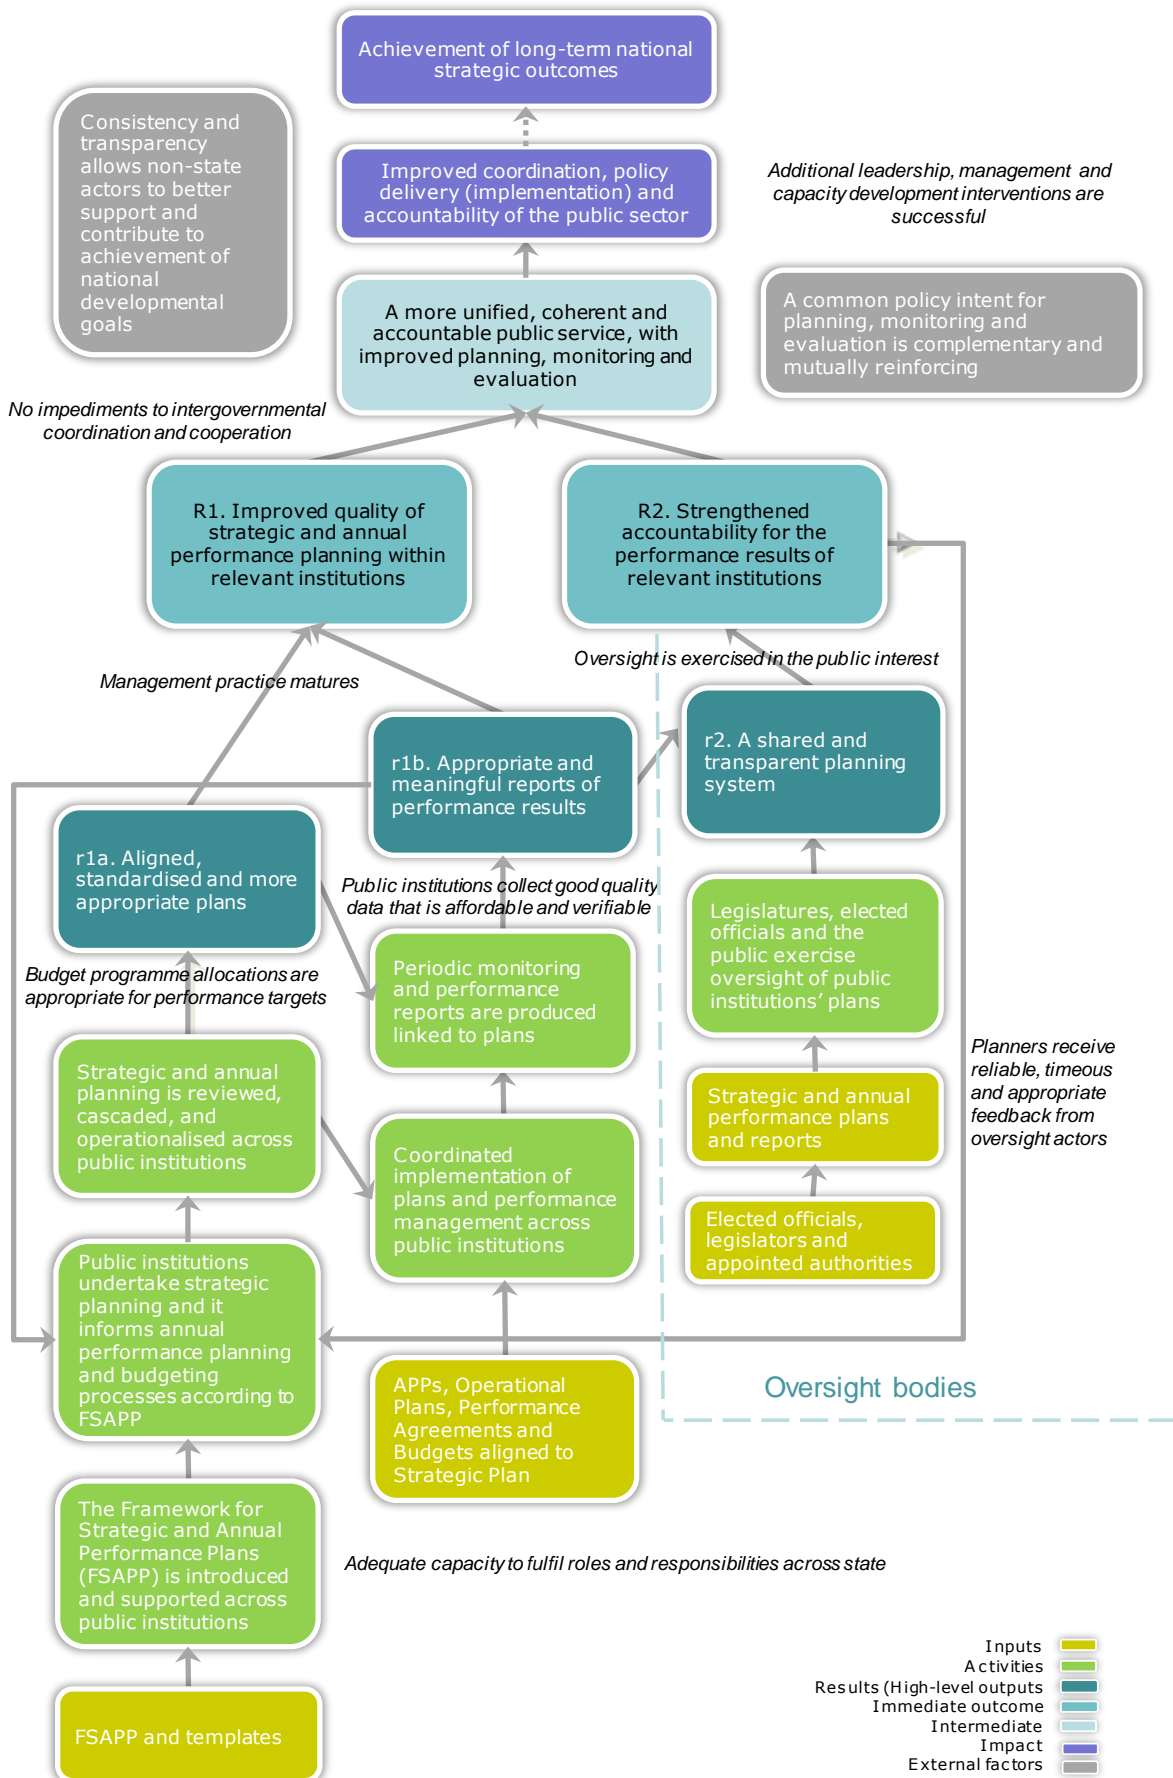 Achievement of long-term national
strategic outcomes
Consistency and
transparency
allows non-state
actors to better
support and
contribute to
achievement of
national
developmental
goals
Improved coordination, policy
delivery (implementation) and
accountability of the public sector
Additional leadership, management and
capacity development interventions are
successful
A more unified, coherent and
accountable public service, with
improved planning, monitoring and
evaluation
A common policy intent for
planning, monitoring and
evaluation is complementary and
mutually reinforcing
No impediments to intergovernmental
coordination and cooperation
R1. Improved quality of
strategic and annual
performance planning within
relevant institutions
R2. Strengthened
accountability for the
performance results of
relevant institutions
Oversight is exercised in the public interest
Management practice matures
r1b. Appropriate and
meaningful reports of
performance results
r2. A shared and
transparent planning
system
r1a. Aligned,
standardised and more
appropriate plans
Public institutions collect good quality
data that is affordable and verifiable
Legislatures, elected
officials and the
public exercise
oversight of public
institutions' plans
Budget programme allocations are
appropriate for performance targets
Periodic monitoring
and performance
reports are produced
linked to plans
Planners receive
reliable, timeous
and appropriate
feedback from
oversight actors
Strategic and annual
planning is reviewed,
cascaded, and
operationalised across
public institutions
Strategic and annual
performance plans
and reports
Coordinated
implementation of
plans and performance
management across
public institutions
Elected officials,
legislators and
appointed authorities
Public institutions
undertake strategic
planning and it
informs annual
performance planning
and budgeting
processes according to
FSAPP
APPs, Operational
Plans, Performance
Agreements and
Budgets aligned to
Strategic Plan
Oversight bodies
The Framework for
Strategic and Annual
Performance Plans
(FSAPP) is introduced
and supported across
public institutions
Adequate capacity to fulfil roles and responsibilities across state
FSAPP and templates
Inputs
Activities
Results (High-level outputs
Immediate outcome
Intermediate
Impact
External factors